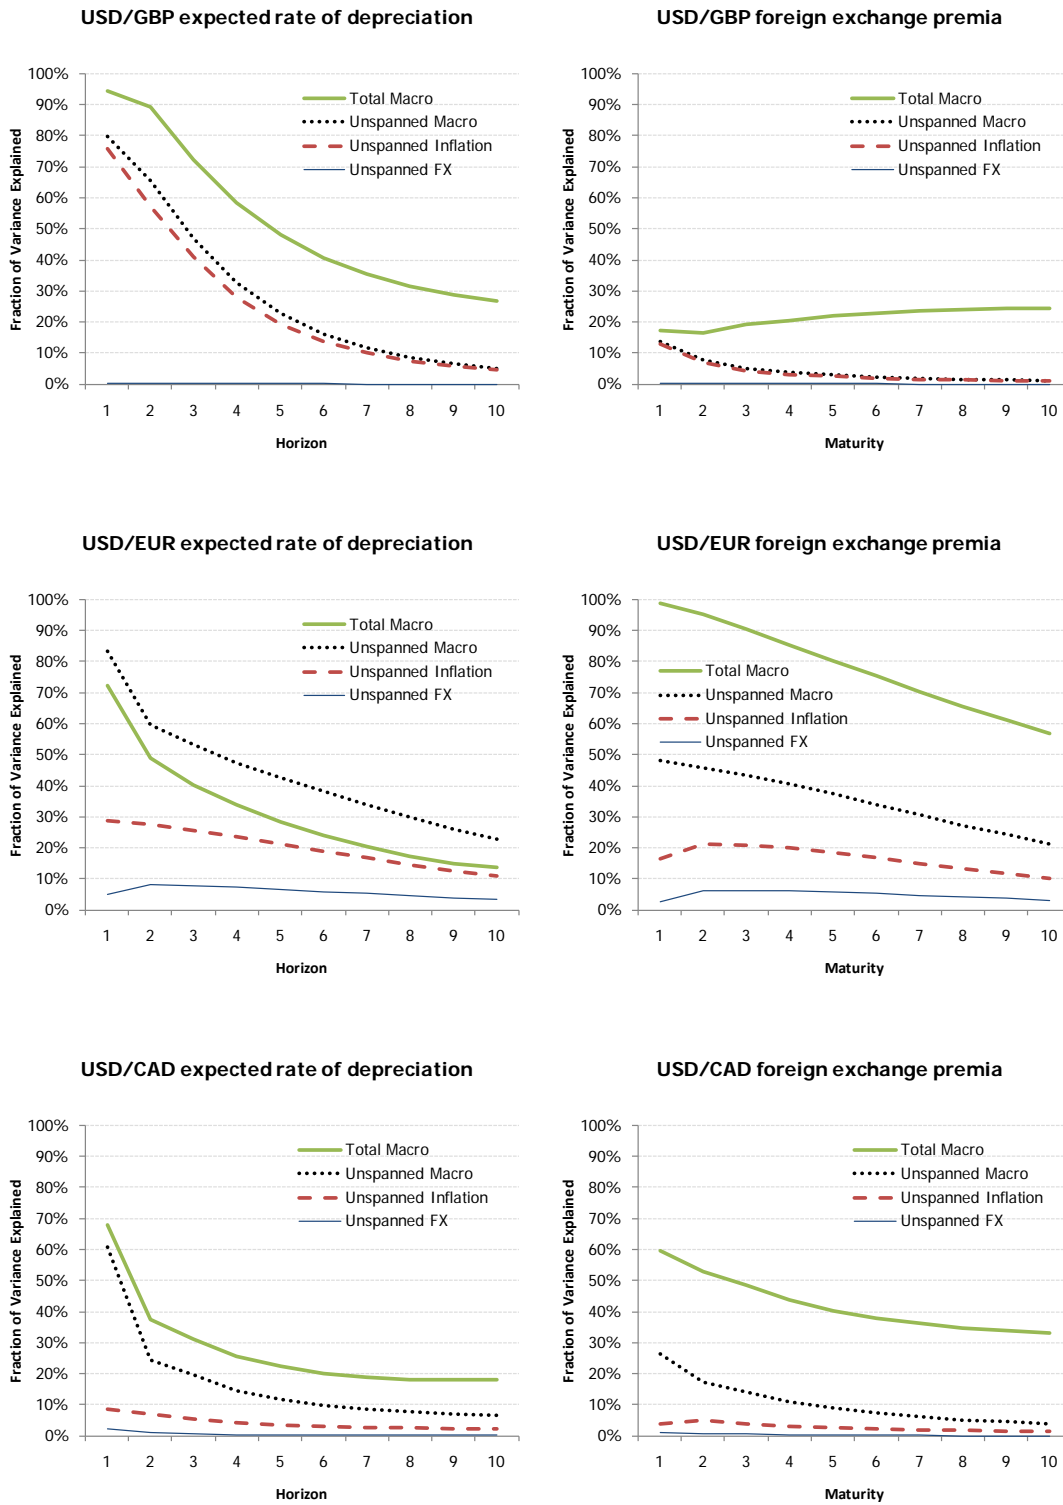 USD/GBP expected rate of depreciation
100%
90%
80%
70%
60%
50%
40%
30%
20%
10%
0%
Fraction of Variance Explained
Total Macro
Unspanned Macro
Unspanned Inflation
Unspanned FX
1 2 3 4 5 6 7 8 9 10
Horizon
USD/GBP foreign exchange premia
100%
90%
80%
70%
60%
50%
40%
30%
20%
10%
0%
Fraction of Variance Explained
Total Macro
Unspanned Macro
Unspanned Inflation
Unspanned FX
1 2 3 4 5 6 7 8 9 10
Maturity
USD/EUR expected rate of depreciation
100%
90%
80%
70%
60%
50%
40%
30%
20%
10%
0%
Fraction of Variance Explained
Total Macro
Unspanned Macro
Unspanned Inflation
Unspanned FX
1 2 3 4 5 6 7 8 9 10
Horizon
USD/EUR foreign exchange premia
100%
90%
80%
70%
60%
50%
40%
30%
20%
10%
0%
Fraction of Variance Explained
Total Macro
Unspanned Macro
Unspanned Inflation
Unspanned FX
1 2 3 4 5 6 7 8 9 10
Maturity
USD/CAD expected rate of depreciation
100%
90%
80%
70%
60%
50%
40%
30%
20%
10%
0%
Fraction of Variance Explained
Total Macro
Unspanned Macro
Unspanned Inflation
Unspanned FX
1 2 3 4 5 6 7 8 9 10
Horizon
USD/CAD foreign exchange premia
100%
90%
80%
70%
60%
50%
40%
30%
20%
10%
0%
Fraction of Variance Explained
Total Macro
Unspanned Macro
Unspanned Inflation
Unspanned FX
1 2 3 4 5 6 7 8 9 10
Maturity